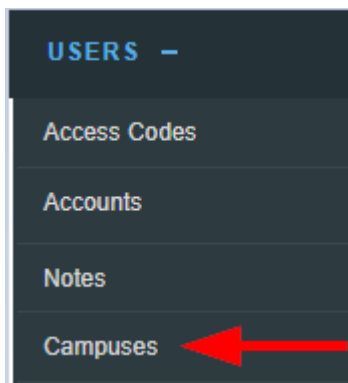 USERS –
Access Codes
Accounts
Notes
Campuses